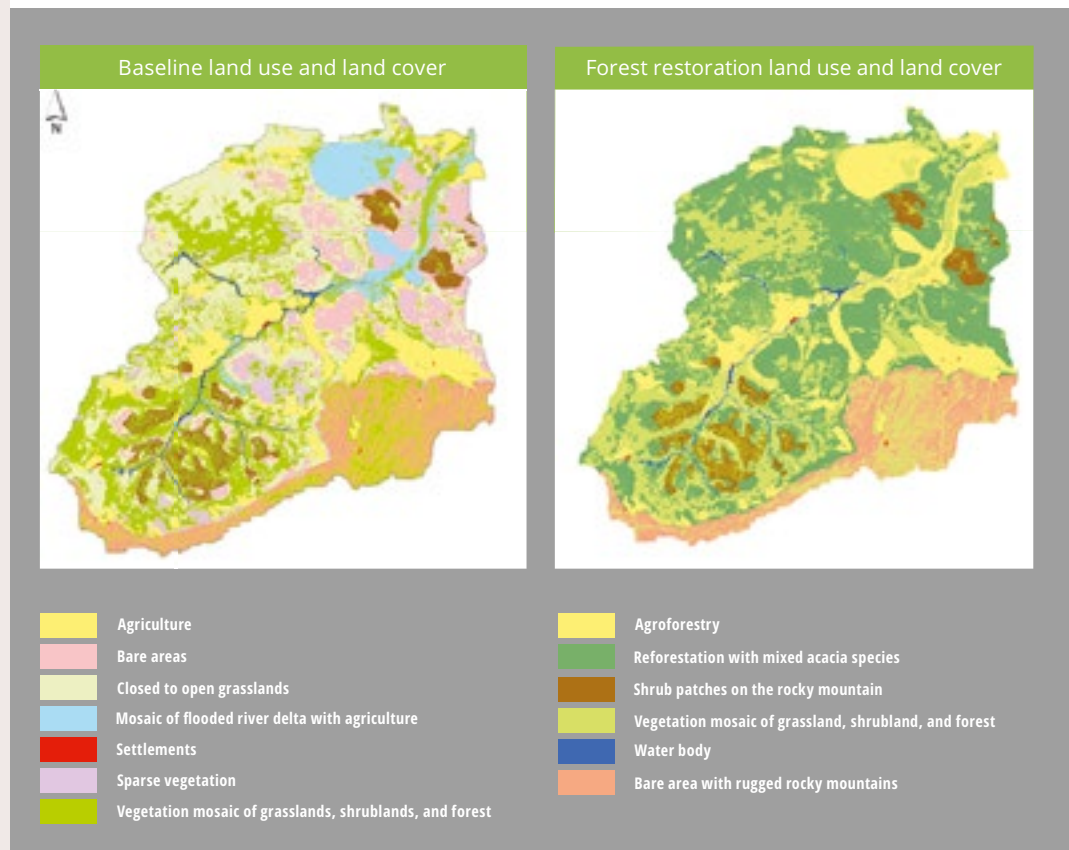 Baseline land use and land cover
Forest restoration land use and land cover
N
Agriculture
Bare areas
Closed to open grasslands
Mosaic of flooded river delta with agriculture
Settlements
Sparse vegetation
Vegetation mosaic of grasslands, shrublands, and forest
Agroforestry
Reforestation with mixed acacia species
Shrub patches on the rocky mountain
Vegetation mosaic of grassland, shrubland, and forest
Water body
Bare area with rugged rocky mountains